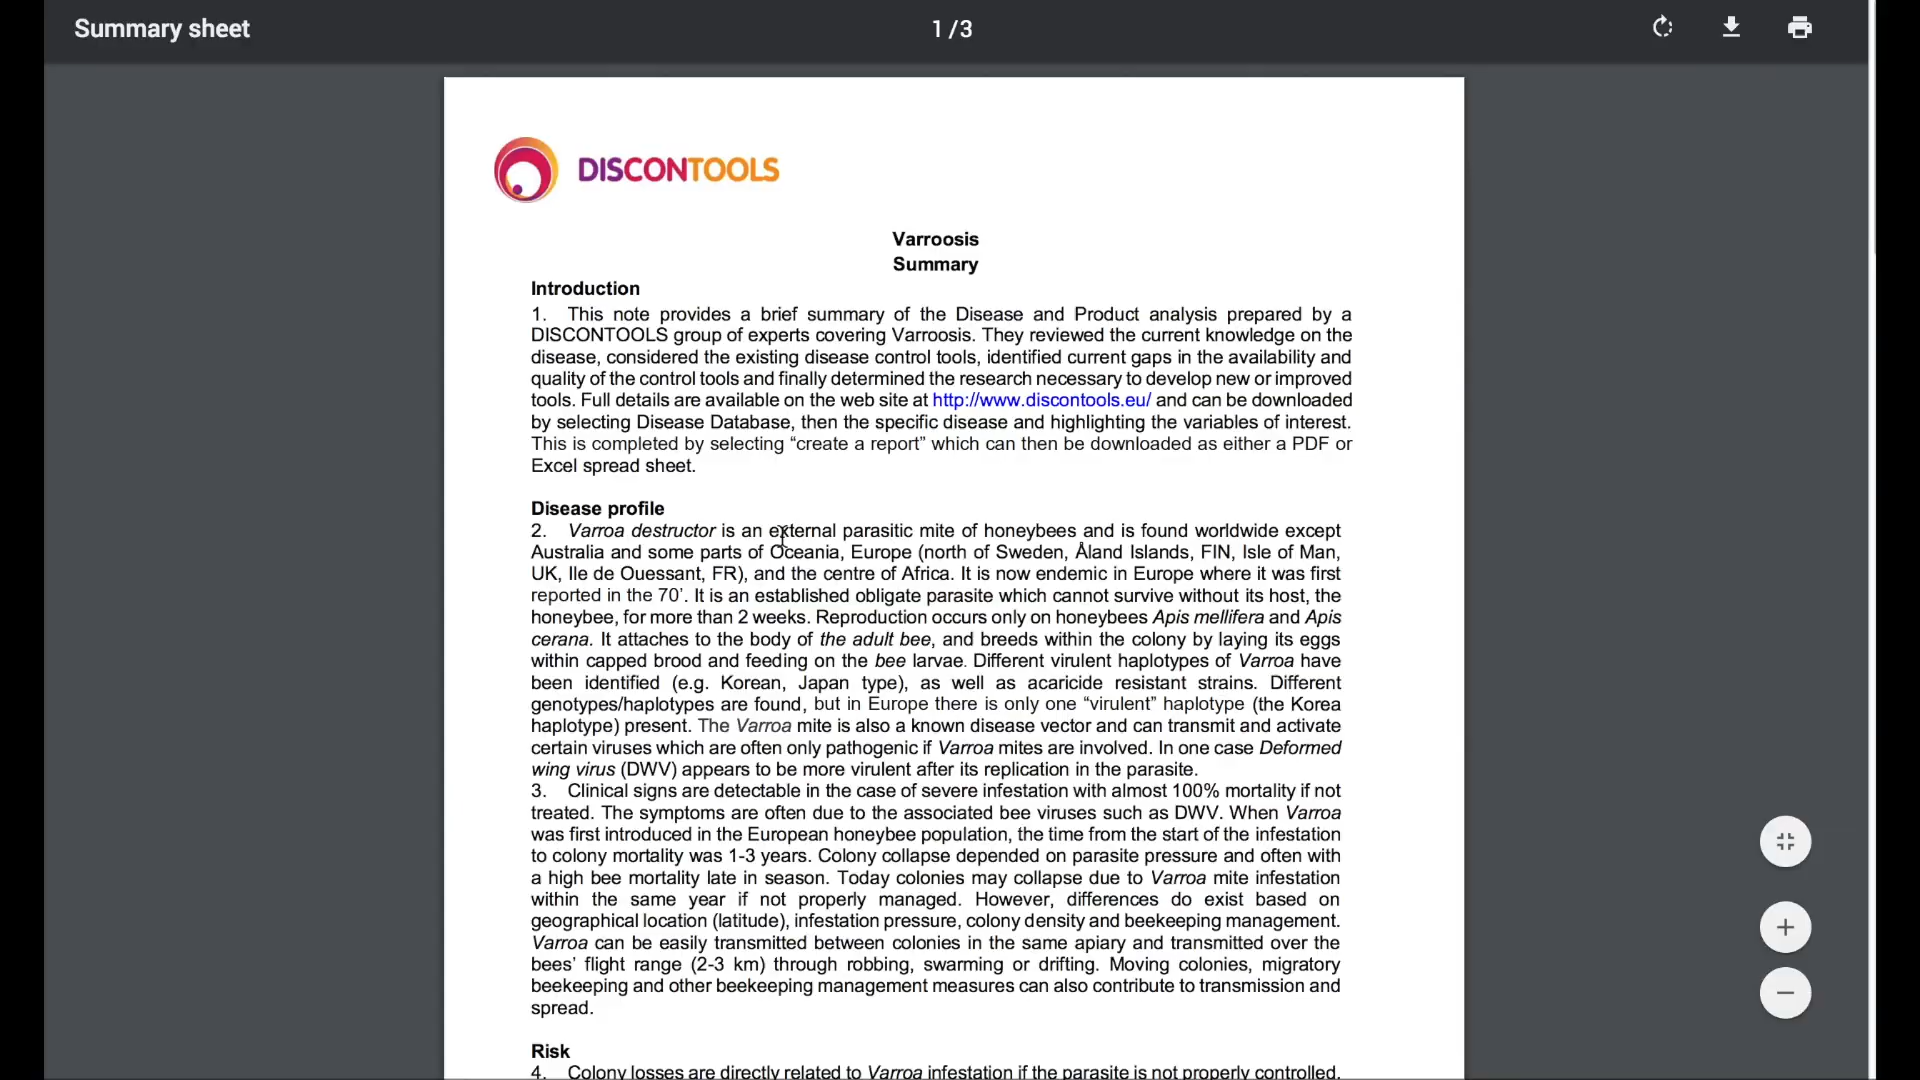 Summary sheet
1 / 3
DISCONTOOLS
Varroosis
Summary
Introduction
1. This note provides a brief summary of the Disease and Product analysis prepared by a
DISCONTOOLS group of experts covering Varroosis. They reviewed the current knowledge on the
disease, considered the existing disease control tools, identified current gaps in the availability and
quality of the control tools and finally determined the research necessary to develop new or improved
tools. Full details are available on the web site at http://www.discontools.eu/ and can be downloaded
by selecting Disease Database, then the specific disease and highlighting the variables of interest.
This is completed by selecting “create a report” which can then be downloaded as either a PDF or
Excel spread sheet.
Disease profile
2. Varroa destructor is an external parasitic mite of honeybees and is found worldwide except
Australia and some parts of Oceania, Europe (north of Sweden, Åland Islands, FIN, Isle of Man,
UK, Ile de Ouessant, FR), and the centre of Africa. It is now endemic in Europe where it was first
reported in the 70’. It is an established obligate parasite which cannot survive without its host, the
honeybee, for more than 2 weeks. Reproduction occurs only on honeybees Apis mellifera and Apis
cerana. It attaches to the body of the adult bee, and breeds within the colony by laying its eggs
within capped brood and feeding on the bee larvae. Different virulent haplotypes of Varroa have
been identified (e.g. Korean, Japan type), as well as acaricide resistant strains. Different
genotypes/haplotypes are found, but in Europe there is only one “virulent” haplotype (the Korea
haplotype) present. The Varroa mite is also a known disease vector and can transmit and activate
certain viruses which are often only pathogenic if Varroa mites are involved. In one case Deformed
wing virus (DWV) appears to be more virulent after its replication in the parasite.
3. Clinical signs are detectable in the case of severe infestation with almost 100% mortality if not
treated. The symptoms are often due to the associated bee viruses such as DWV. When Varroa
was first introduced in the European honeybee population, the time from the start of the infestation
to colony mortality was 1-3 years. Colony collapse depended on parasite pressure and often with
a high bee mortality late in season. Today colonies may collapse due to Varroa mite infestation
within the same year if not properly managed. However, differences do exist based on
geographical location (latitude), infestation pressure, colony density and beekeeping management.
Varroa can be easily transmitted between colonies in the same apiary and transmitted over the
bees’ flight range (2-3 km) through robbing, swarming or drifting. Moving colonies, migratory
beekeeping and other beekeeping management measures can also contribute to transmission and
spread.
Risk
4. Colony losses are directly related to Varroa infestation if the parasite is not properly controlled.